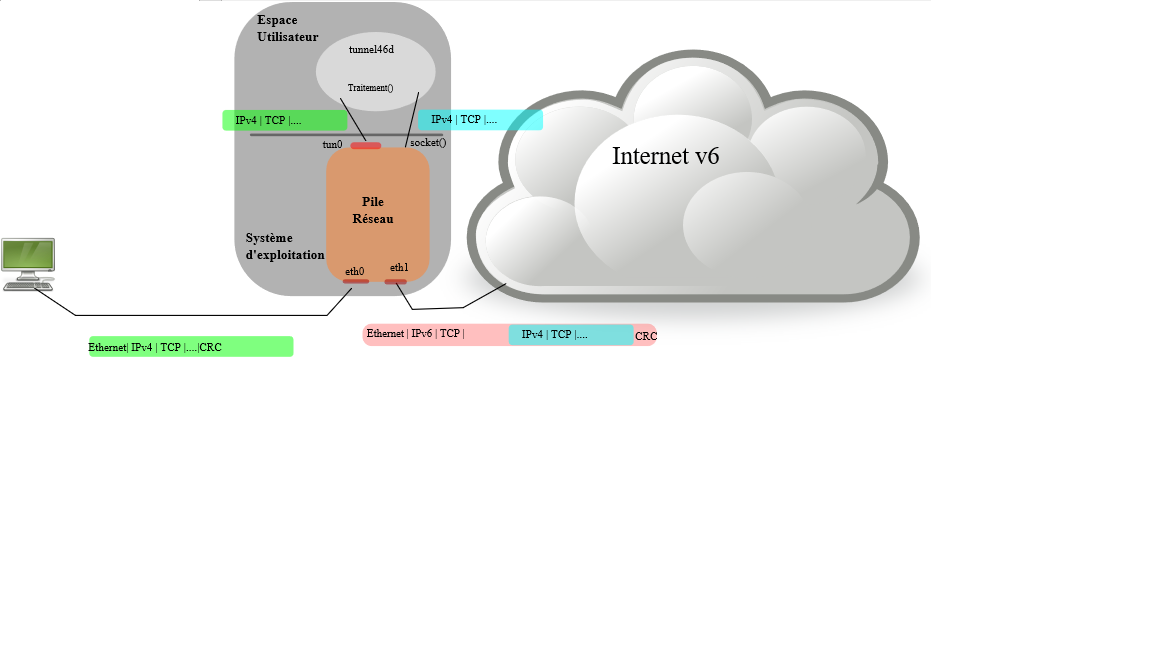 Espace
Utilisateur
tunnel46d
Traitement()
IPv4 | TCP |....
IPv4 | TCP |....
tun0
socket()
Internet v6
Pile
Réseau
Système
d'exploitation
eth0
eth1
Ethernet | IPv6 | TCP |
IPv4 | TCP |....
CRC
Ethernet| IPv4 | TCP |....|CRC